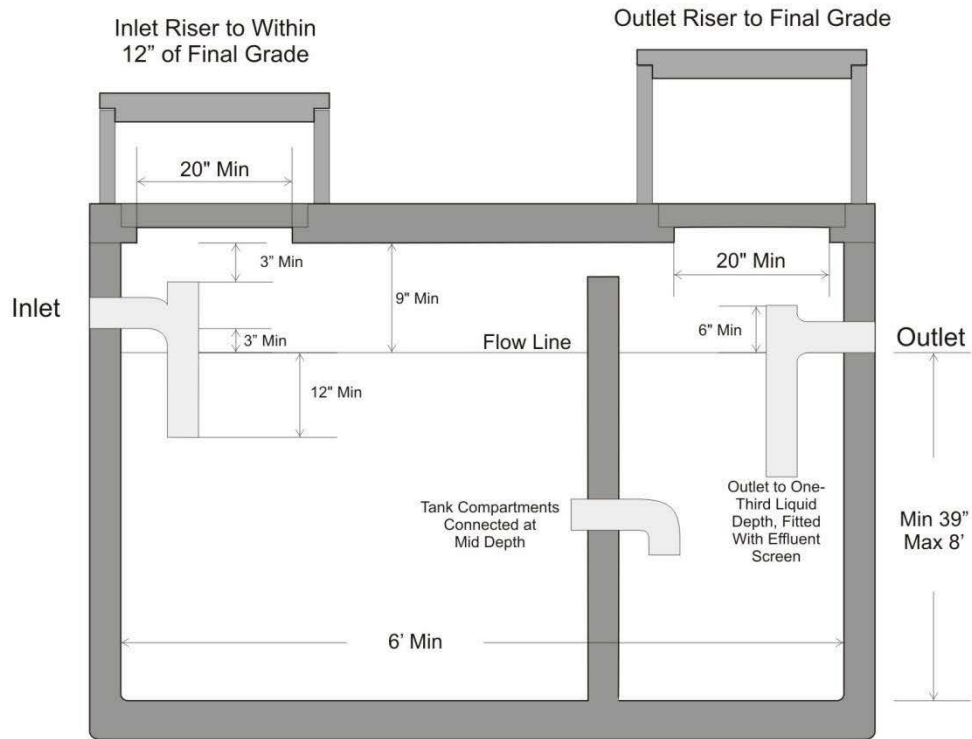 Inlet Riser to Within
12” of Final Grade
Outlet Riser to Final Grade
20" Min
3” Min
9" Min
20" Min
Inlet
3” Min
Flow Line
6" Min
Outlet
12" Min
Tank Compartments
Connected at
Mid Depth
Outlet to One-
Third Liquid
Depth, Fitted
With Effluent
Screen
Min 39”
Max 8’
6’ Min